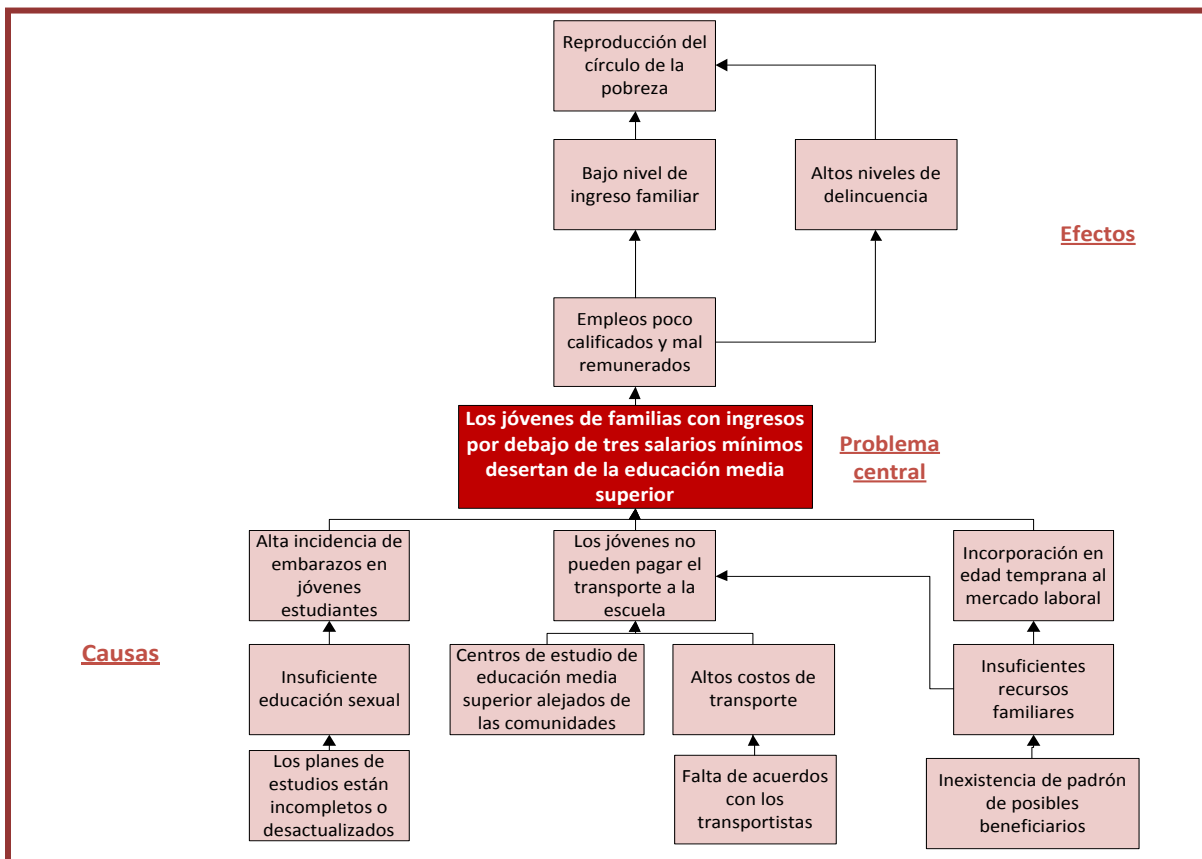 Reproducción del
círculo de la
pobreza
Bajo nivel de
ingreso familiar
Altos niveles de
delincuencia
Efectos
Empleos poco
calificados y mal
remunerados
Los jóvenes de familias con ingresos
por debajo de tres salarios mínimos
desertan de la educación media
superior
Problema
central
Alta incidencia de
embarazos en
jóvenes
estudiantes
Los jóvenes no
pueden pagar el
transporte a la
escuela
Incorporación en
edad temprana al
mercado laboral
Causas
Insuficiente
educación sexual
Centros de estudio de
educación media
superior alejados de
las comunidades
Altos costos de
transporte
Insuficientes
recursos
familiares
Los planes de
estudios están
incompletos o
desactualizados
Falta de acuerdos
con los
transportistas
Inexistencia de padrón
de posibles
beneficiarios